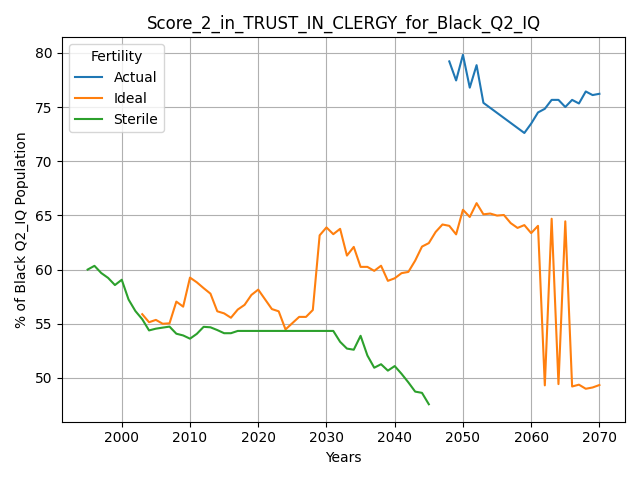 Score_2_in_TRUST_IN_CLERGY_for_Black_Q2_IQ
Fertility
Actual
Ideal
Sterile
% of Black Q2_IQ Population
80
75
70
65
60
55
50
2000 2010 2020 2030 2040 2050 2060 2070
Years